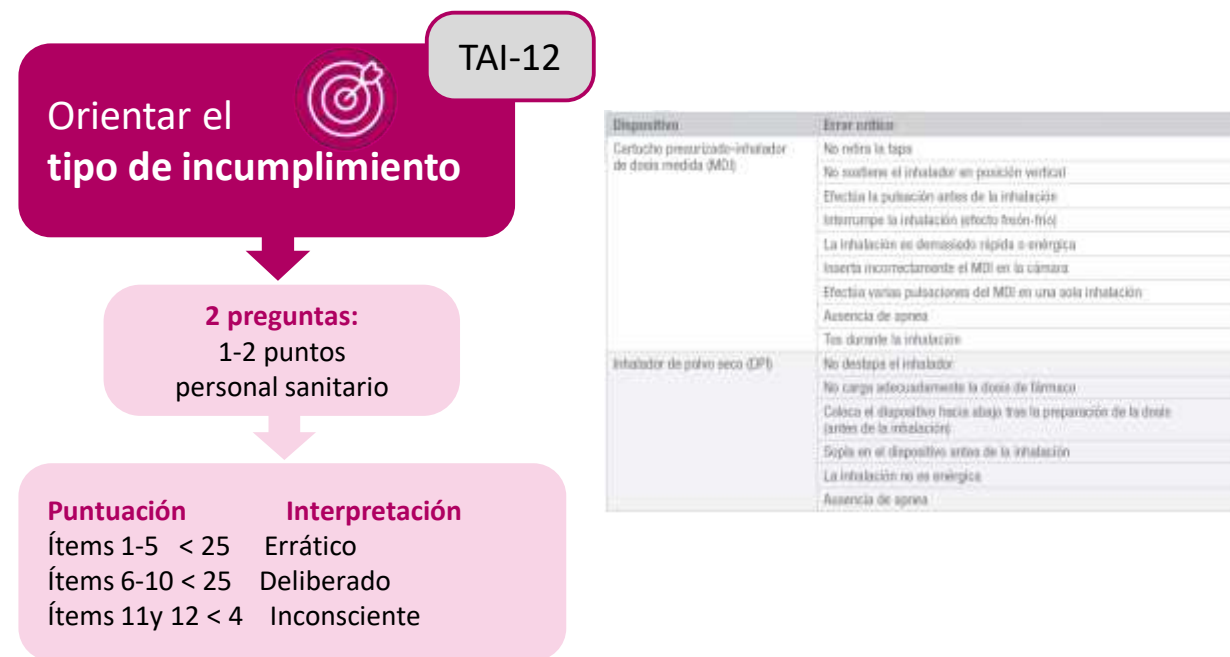 TAI-12
Orientar el
tipo de incumplimiento
2 preguntas:
1-2 puntos
personal sanitario
Puntuación Interpretación
Ítems 1-5 < 25 Errático
Ítems 6-10 < 25 Deliberado
Ítems 11y 12 < 4 Inconsciente
Dispositivo Error crítico
Cartucho presurizado-inhalador
de dosis medida (MDI)
No retira la tapa
No sostiene el inhalador en posición vertical
Efectúa la pulsación antes de la inhalación
Interrumpe la inhalación (efecto freón-frío)
La inhalación es demasiado rápida o enérgica
Inserta incorrectamente el MDI en la cámara
Efectúa varias pulsaciones del MDI en una sola inhalación
Ausencia de apnea
Tos durante la inhalación
Inhalador de polvo seco (DPI)
No destapa el inhalador
No carga adecuadamente la dosis de fármaco
Coloca el dispositivo hacia abajo tras la preparación de la dosis
(antes de la inhalación)
Sopla en el dispositivo antes de la inhalación
La inhalación no es enérgica
Ausencia de apnea